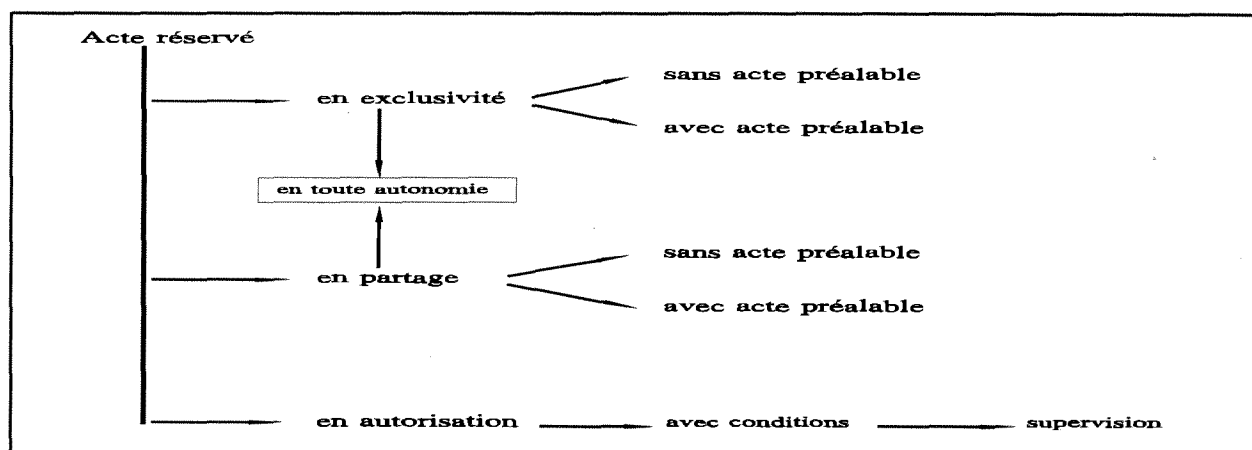 Acte réservé
sans acte préalable
en exclusivité
avec acte préalable
en toute autonomie
sans acte préalable
en partage
avec acte préalable
en autorisation avec conditions supervision